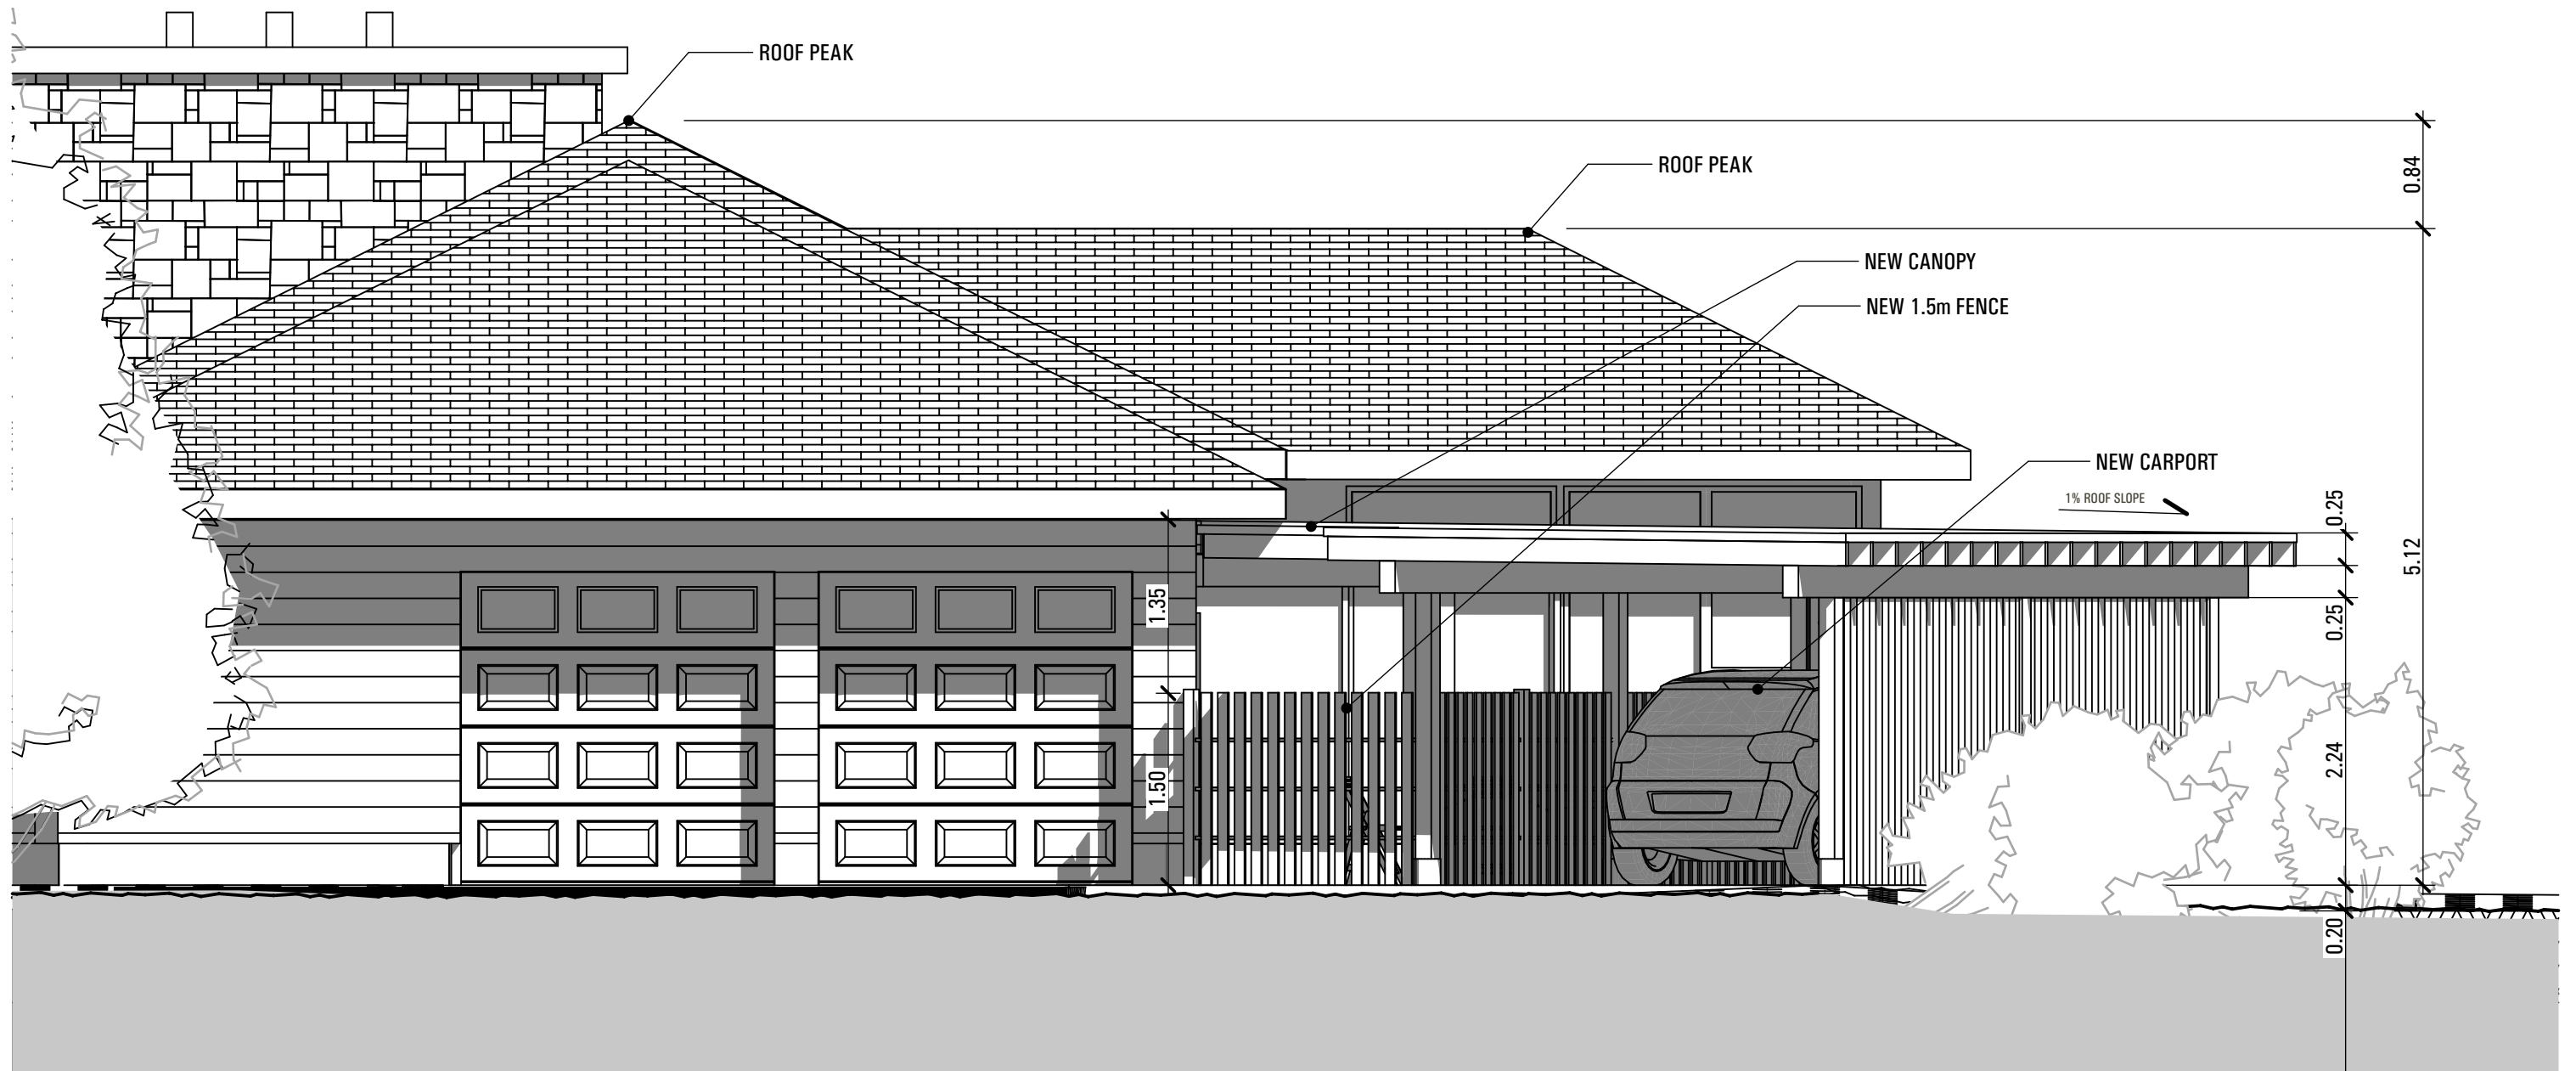 ROOF PEAK
ROOF PEAK
0.84
NEW CANOPY
NEW 1.5m FENCE
NEW CARPORT
1% ROOF SLOPE
0.25
5.12
1.35
0.25
2.24
1.50
0.20